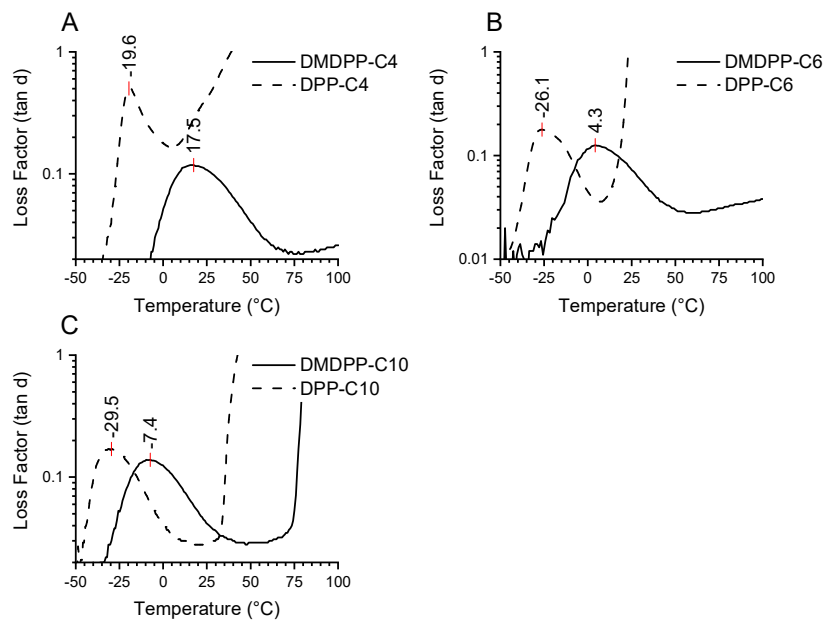 A
Loss Factor (tan d)
1
0.1
-19.6
17.5
DMDPP-C4
DPP-C4
-50 -25 0 25 50 75 100
Temperature (°C)
B
Loss Factor (tan d)
1
0.1
0.01
-26.1
4.3
DMDPP-C6
DPP-C6
-50 -25 0 25 50 75 100
Temperature (°C)
C
Loss Factor (tan d)
1
0.1
-29.5
-7.4
DMDPP-C10
DPP-C10
-50 -25 0 25 50 75 100
Temperature (°C)